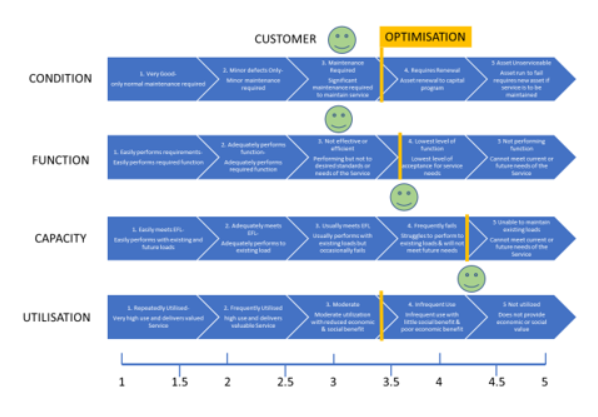 CUSTOMER
OPTIMISATION
CONDITION
1. Very Good-
only normal maintenance required
2. Minor defects Only-
Minor maintenance
required
3. Maintenance
Required
Significant
maintenance required
to maintain service
4. Requires Renewal
Asset renewal to capital
program
5 Asset Unserviceable
Asset run to fail
requires new asset if
service is to be
maintained
FUNCTION
1. Easily performs requirements-
Easily performs required function
2. Adequately performs
function-
Adequately performs
required function
3. Not effective or
efficient
Performing but not to
desired standards or
needs of the Service
4. Lowest level of
function
Lowest level of
acceptance for service
needs
5 Not performing
function
Cannot meet current or
future needs of the
Service
CAPACITY
1. Easily meets EFL-
Easily performs with existing and
future loads
2. Adequately meets
EFL-
Adequately performs to
existing load
3. Usually meets EFL
Usually performs with
existing loads but
occasionally fails
4. Frequently fails
Struggles to perform to
existing loads & will not
meet future needs
5 Unable to maintain
existing loads
Cannot meet current or
future needs of the
Service
UTILISATION
1. Repeatedly Utilised-
Very high use and delivers valued
Service
2. Frequently Utilised
high use and delivers
valuable Service
3. Moderate
Moderate utilization
with reduced economic
& social benefit
4. Infrequent Use
Infrequent use with
little social benefit &
poor economic benefit
5 Not utilized
Does not provide
economic or social
value
1 1.5 2 2.5 3 3.5 4 4.5 5